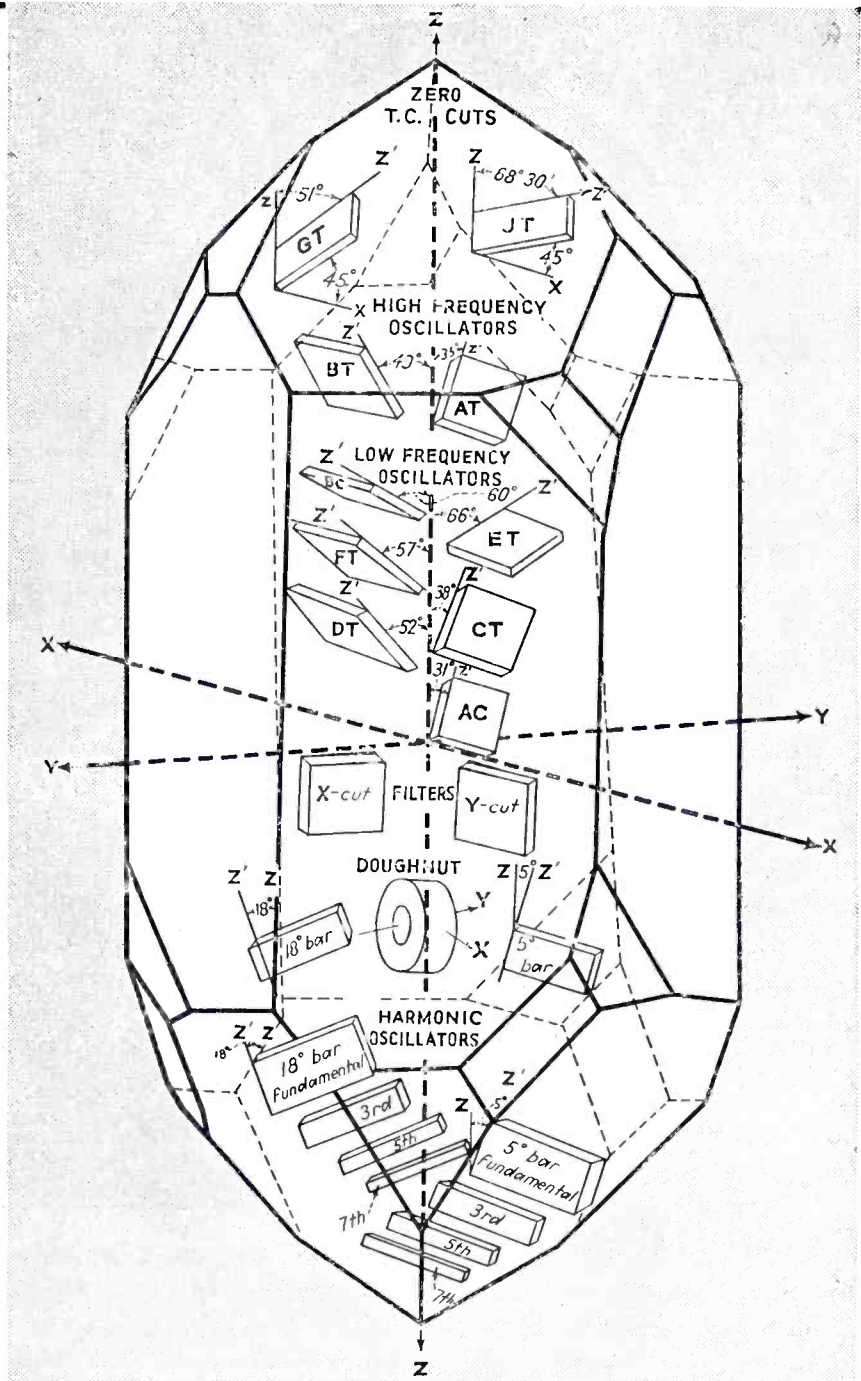 Z
ZERO
T.C. CUTS
Z'
Z
51°
68°30'
Z'
Z
GT
JT
45°
45°
X
X
HIGH FREQUENCY
OSCILLATORS
Z'
BT
35°
Z'
AT
LOW FREQUENCY
OSCILLATORS
Z'
BC
60°
Z'
66°
ET
Z'
FT
57°
Z'
DT
52°
38°
Z'
CT
31°
Z'
AC
X
Y
Y
X
X-cut
FILTERS
Y-cut
DOUGHNUT
Z'
Z
Z
5°
Z'
18°
18° bar
Y
X
5°
bar
HARMONIC
OSCILLATORS
Z'
Z
18°
18° bar
Fundamental
Z'
Z
5°
3rd
5th
7th
5° bar
Fundamental
3rd
5th
7th
Z